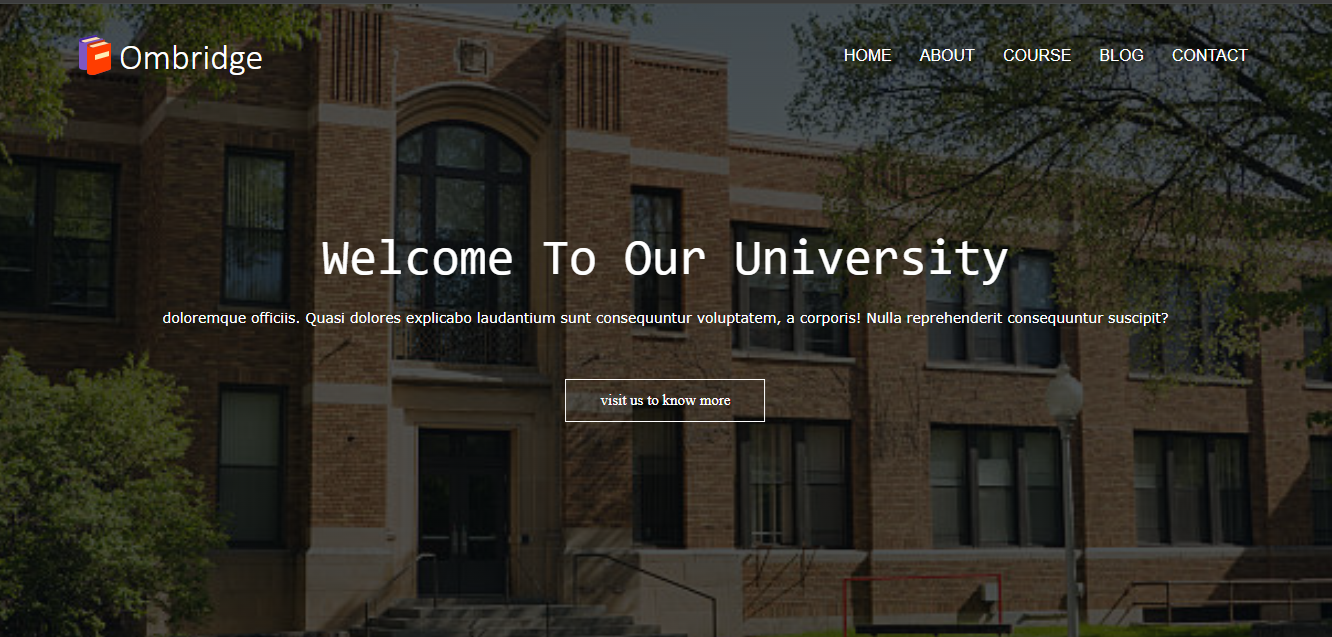 Ombridge
HOME ABOUT COURSE BLOG CONTACT
Welcome To Our University
doloremque officiis. Quasi dolores explicabo laudantium sunt consequuntur voluptatem, a corporis! Nulla reprehenderit consequuntur suscipit?
visit us to know more